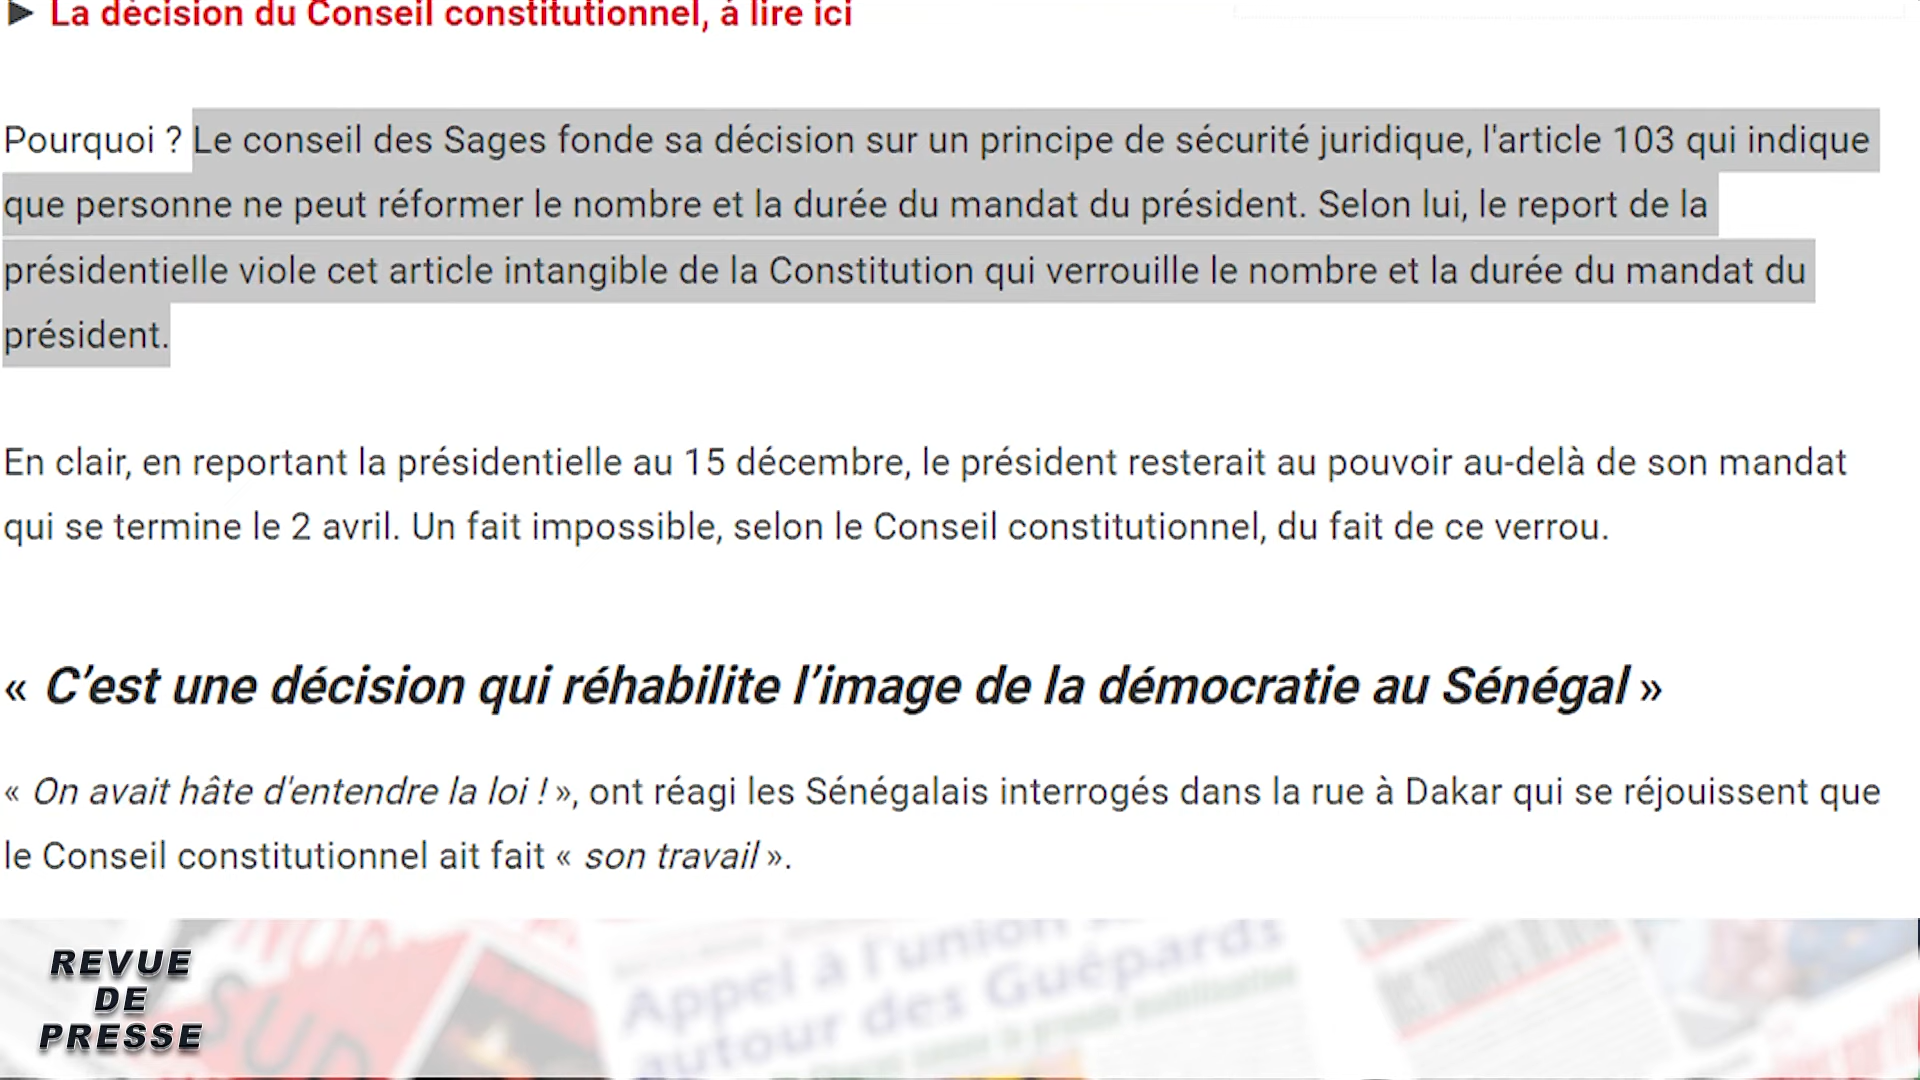 ► La décision du Conseil constitutionnel, à lire ici
Pourquoi ? Le conseil des Sages fonde sa décision sur un principe de sécurité juridique, l'article 103 qui indique
que personne ne peut réformer le nombre et la durée du mandat du président. Selon lui, le report de la
présidentielle viole cet article intangible de la Constitution qui verrouille le nombre et la durée du mandat du
président.
En clair, en reportant la présidentielle au 15 décembre, le président resterait au pouvoir au-delà de son mandat
qui se termine le 2 avril. Un fait impossible, selon le Conseil constitutionnel, du fait de ce verrou.
« C’est une décision qui réhabilite l’image de la démocratie au Sénégal »
« On avait hâte d'entendre la loi ! », ont réagi les Sénégalais interrogés dans la rue à Dakar qui se réjouissent que
le Conseil constitutionnel ait fait « son travail ».
REVUE
DE
PRESSE
SUD
Appel à l'union
autour des Guépards